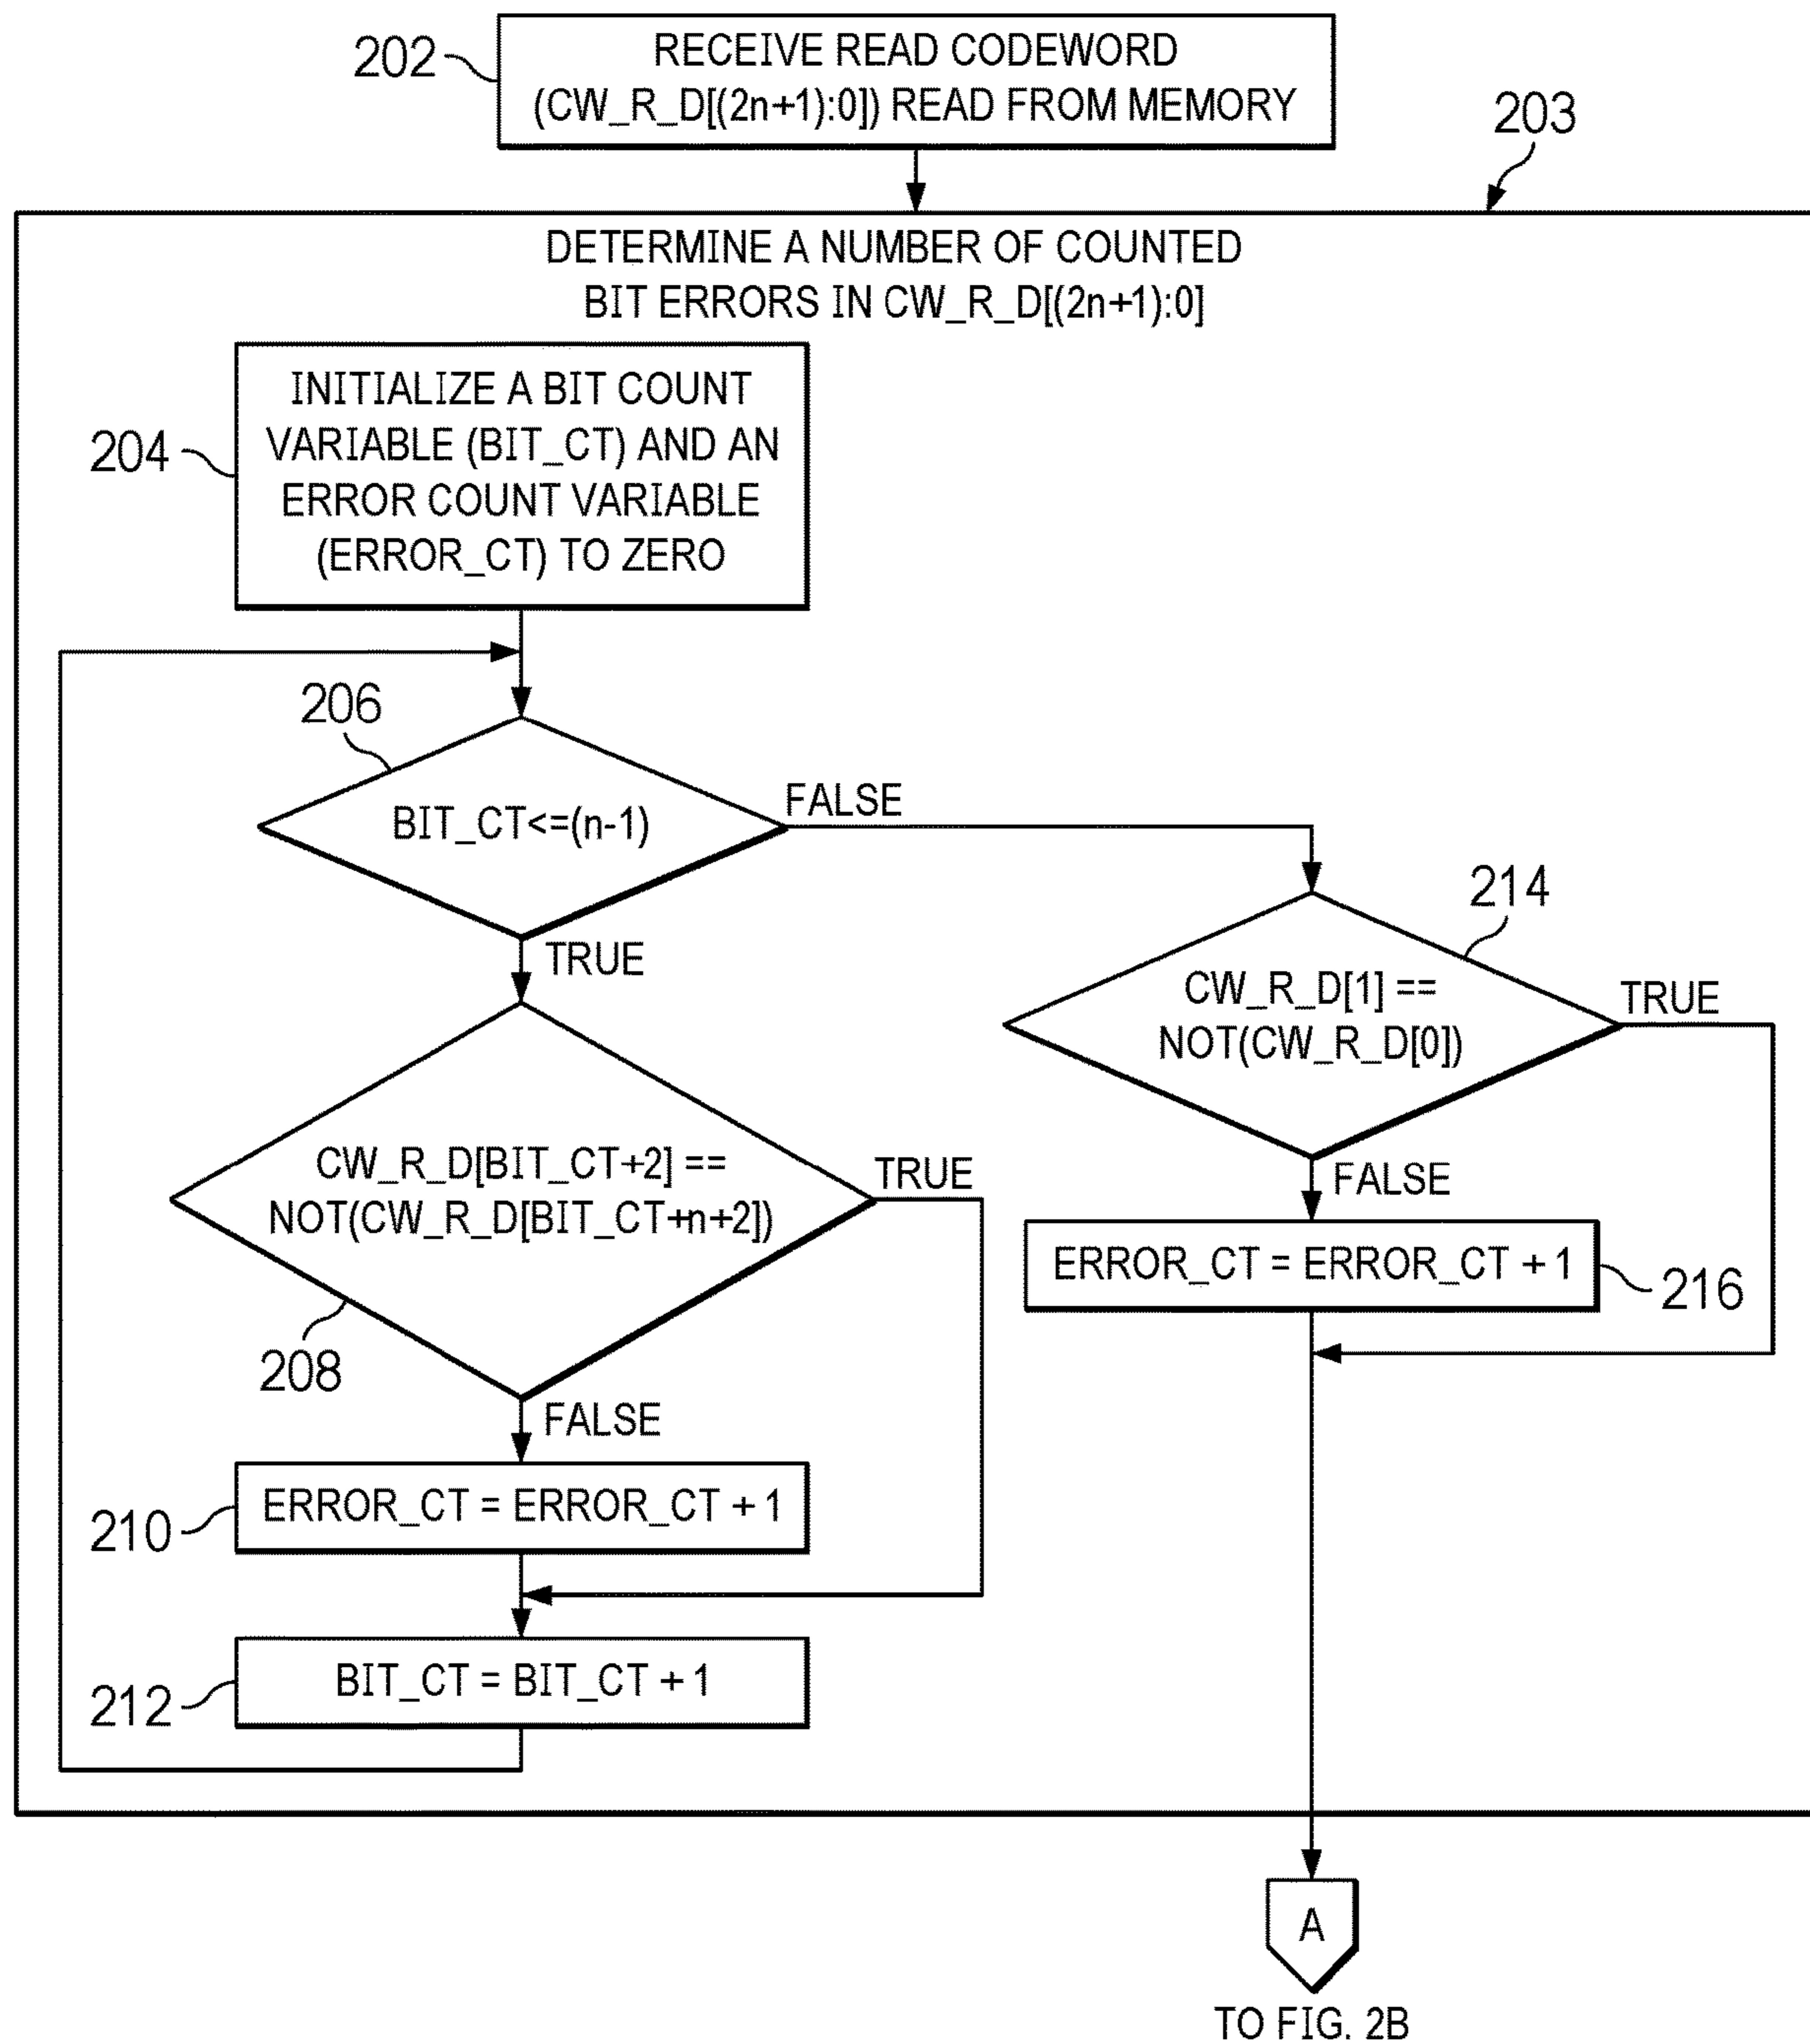 202
RECEIVE READ CODEWORD
(CW_R_D[(2n+1):0]) READ FROM MEMORY
203
DETERMINE A NUMBER OF COUNTED
BIT ERRORS IN CW_R_D[(2n+1):0]
204
INITIALIZE A BIT COUNT
VARIABLE (BIT_CT) AND AN
ERROR COUNT VARIABLE
(ERROR_CT) TO ZERO
206
BIT_CT<=(n-1)
FALSE
TRUE
214
CW_R_D[1] ==
NOT(CW_R_D[0])
TRUE
FALSE
ERROR_CT = ERROR_CT + 1
216
CW_R_D[BIT_CT+2] ==
NOT(CW_R_D[BIT_CT+n+2])
TRUE
208
FALSE
210
ERROR_CT = ERROR_CT + 1
212
BIT_CT = BIT_CT + 1
A
TO FIG. 2B